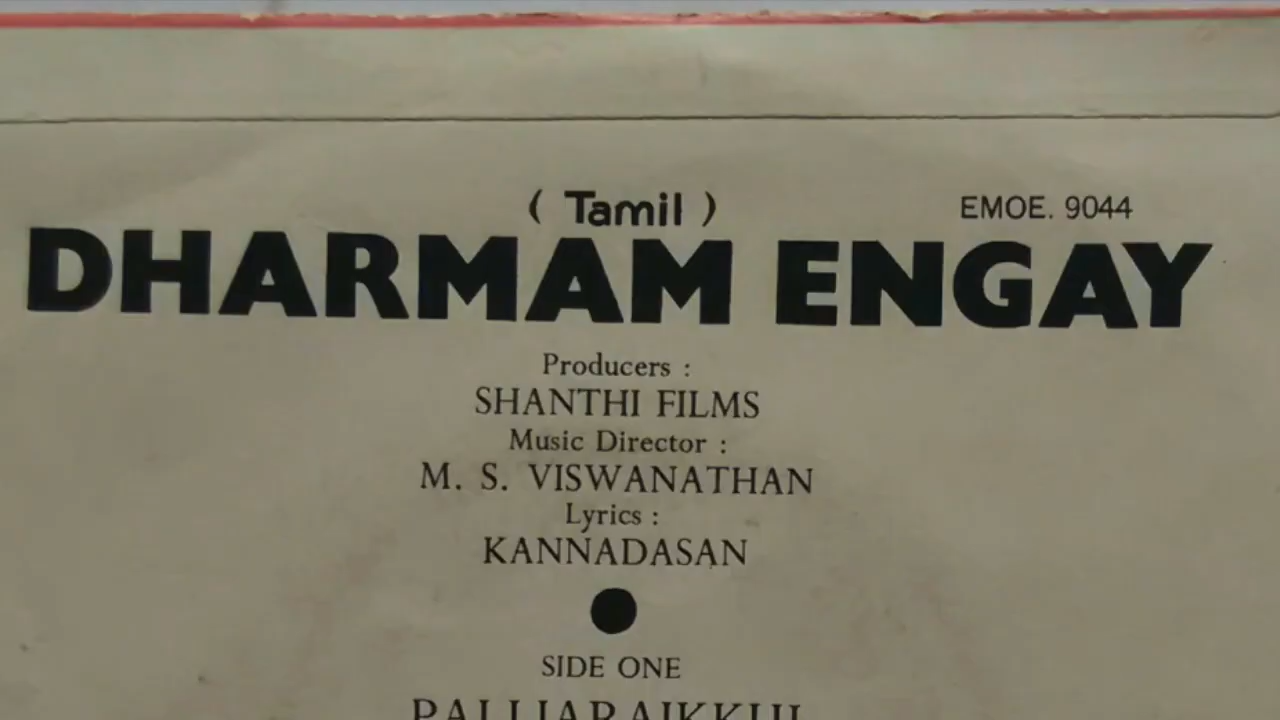 ( Tamil ) EMOE. 9044
DHARMAM ENGAY
Producers :
SHANTHI FILMS
Music Director :
M. S. VISWANATHAN
Lyrics :
KANNADASAN
SIDE ONE